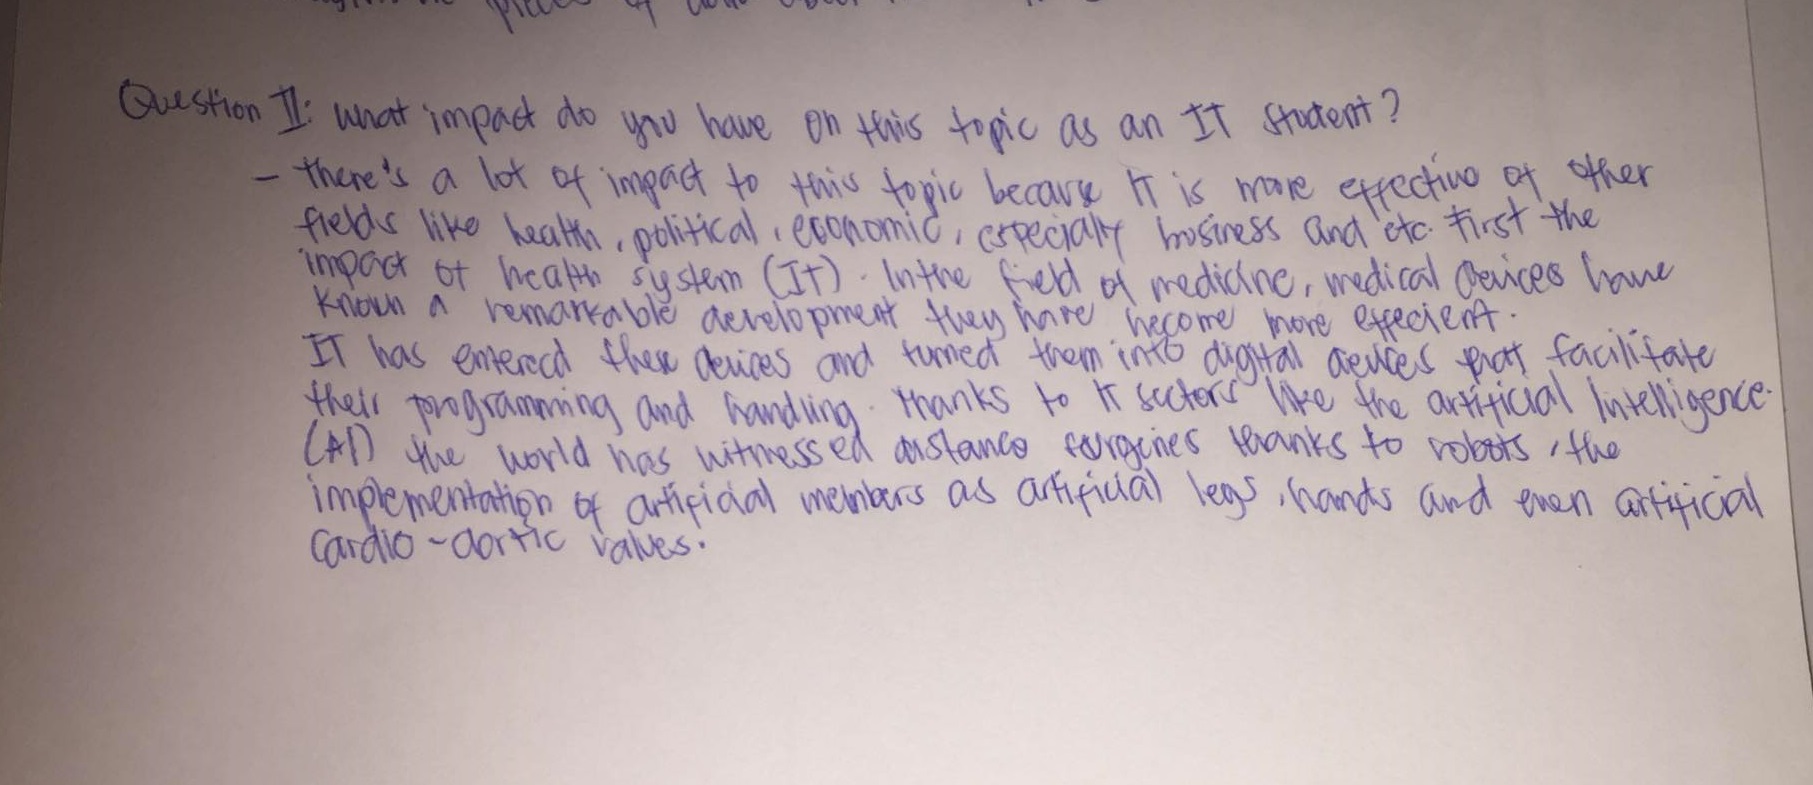 pieces of
Question II: What impact do you have on this topic as an IT student?
- there's a lot of impact to this topic because it is more effective of other
fields like health, political, economic, especially business and etc. first the
impact of health system (IT). In the field of medicine, medical devices have
known a remarkable development they have become more effecient.
IT has entered these devices and turned them into digital devices that facilitate
their programming and handling. thanks to it sectors like the artificial Intelligence.
(AI) the world has witnessed distance surgeries thanks to robots, the
implementation of artificial members as artificial legs, hands and even artificial
cardio-aortic valves.